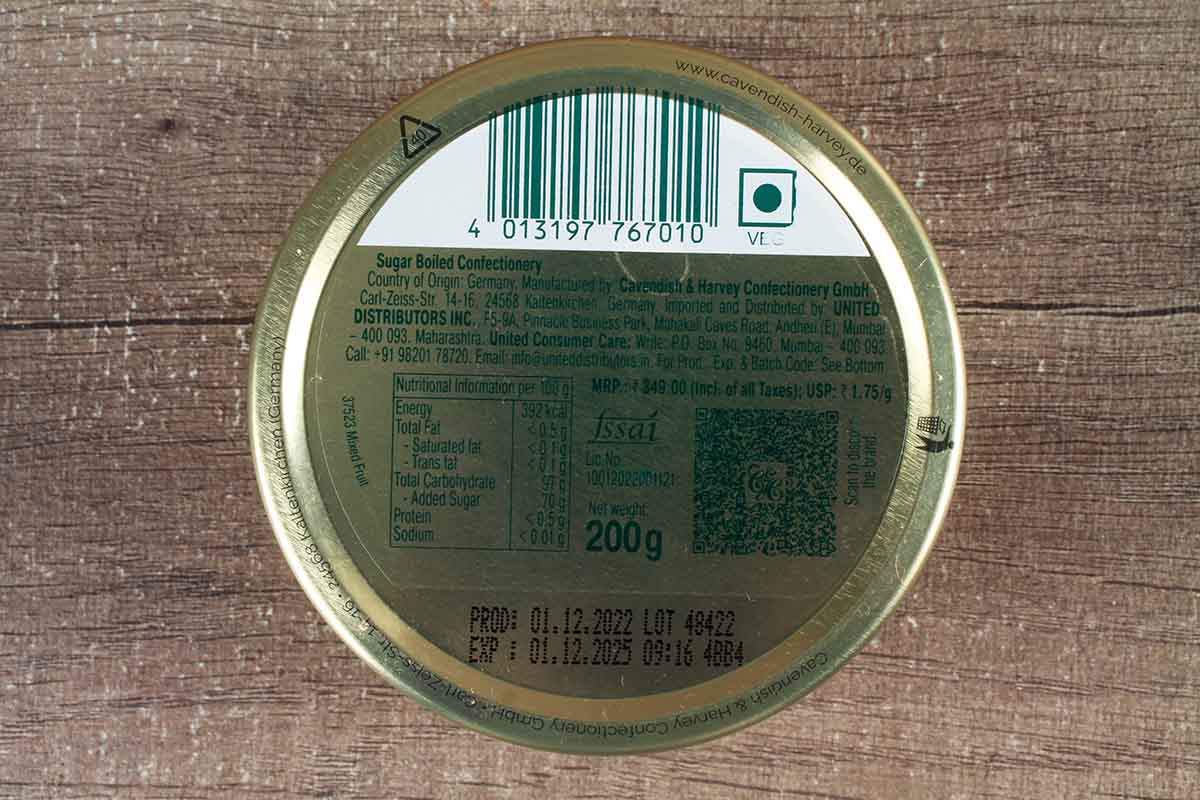 www.cavendish-harvey.de
40
4 013197 767010
VEG
Sugar Boiled Confectionery
Country of Origin: Germany, Manufactured by: Cavendish & Harvey Confectionery GmbH,
Carl-Zeiss-Str. 14-16, 24568 Kaltenkirchen, Germany. Imported and Distributed by: UNITED
DISTRIBUTORS INC., F5-9A, Pinnacle Business Park, Mahakali Caves Road, Andheri (E), Mumbai
– 400 093. Maharashtra. United Consumer Care: Write: P.O. Box No. 9460, Mumbai – 400 093
Call: +91 98201 78720. Email: info@uniteddistributors.in. For Prod., Exp. & Batch Code: See Bottom
Nutritional Information per 100 g
Energy 392 kcal
Total Fat <0.5 g
- Saturated fat <0.1 g
- Trans fat <0.1 g
Total Carbohydrate 97 g
- Added Sugar 70 g
Protein <0.5 g
Sodium <0.01 g
MRP.: ₹ 349.00 (Incl. of all Taxes); USP: ₹ 1.75/g
fssai
Lic No.
10012022001121
Net weight:
200g
Scan to
the brand.
37523 Mixed Fruit
PROD: 01.12.2022 LOT 48422
EXP : 01.12.2025 09:16 4BB4
Cavendish & Harvey Confectionery GmbH • Carl-Zeiss-Str. 14-16 • 24568 Kaltenkirchen (Germany)